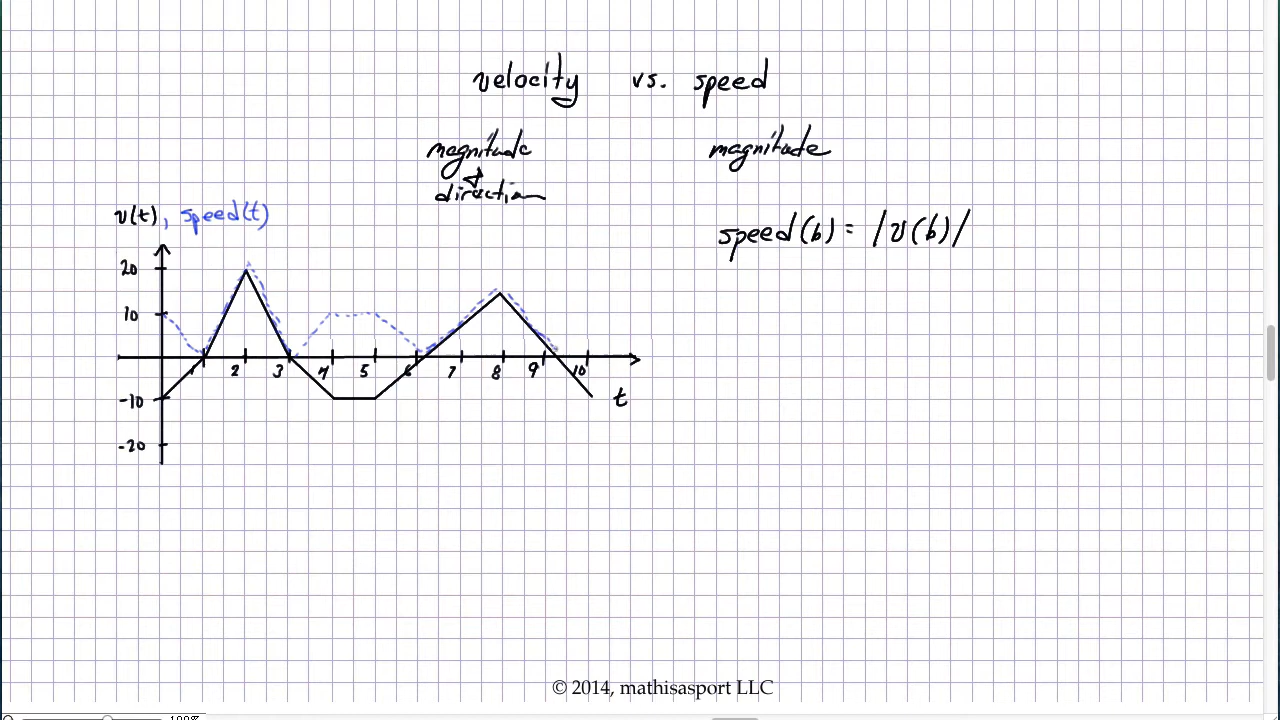 velocity vs. speed
magnitude magnitude
&
direction
v(t), speed(t)
speed(b) = |v(b)|
20
10
1 2 3 4 5 6 7 8 9 10
-10
t
-20
© 2014, mathisasport LLC
100%